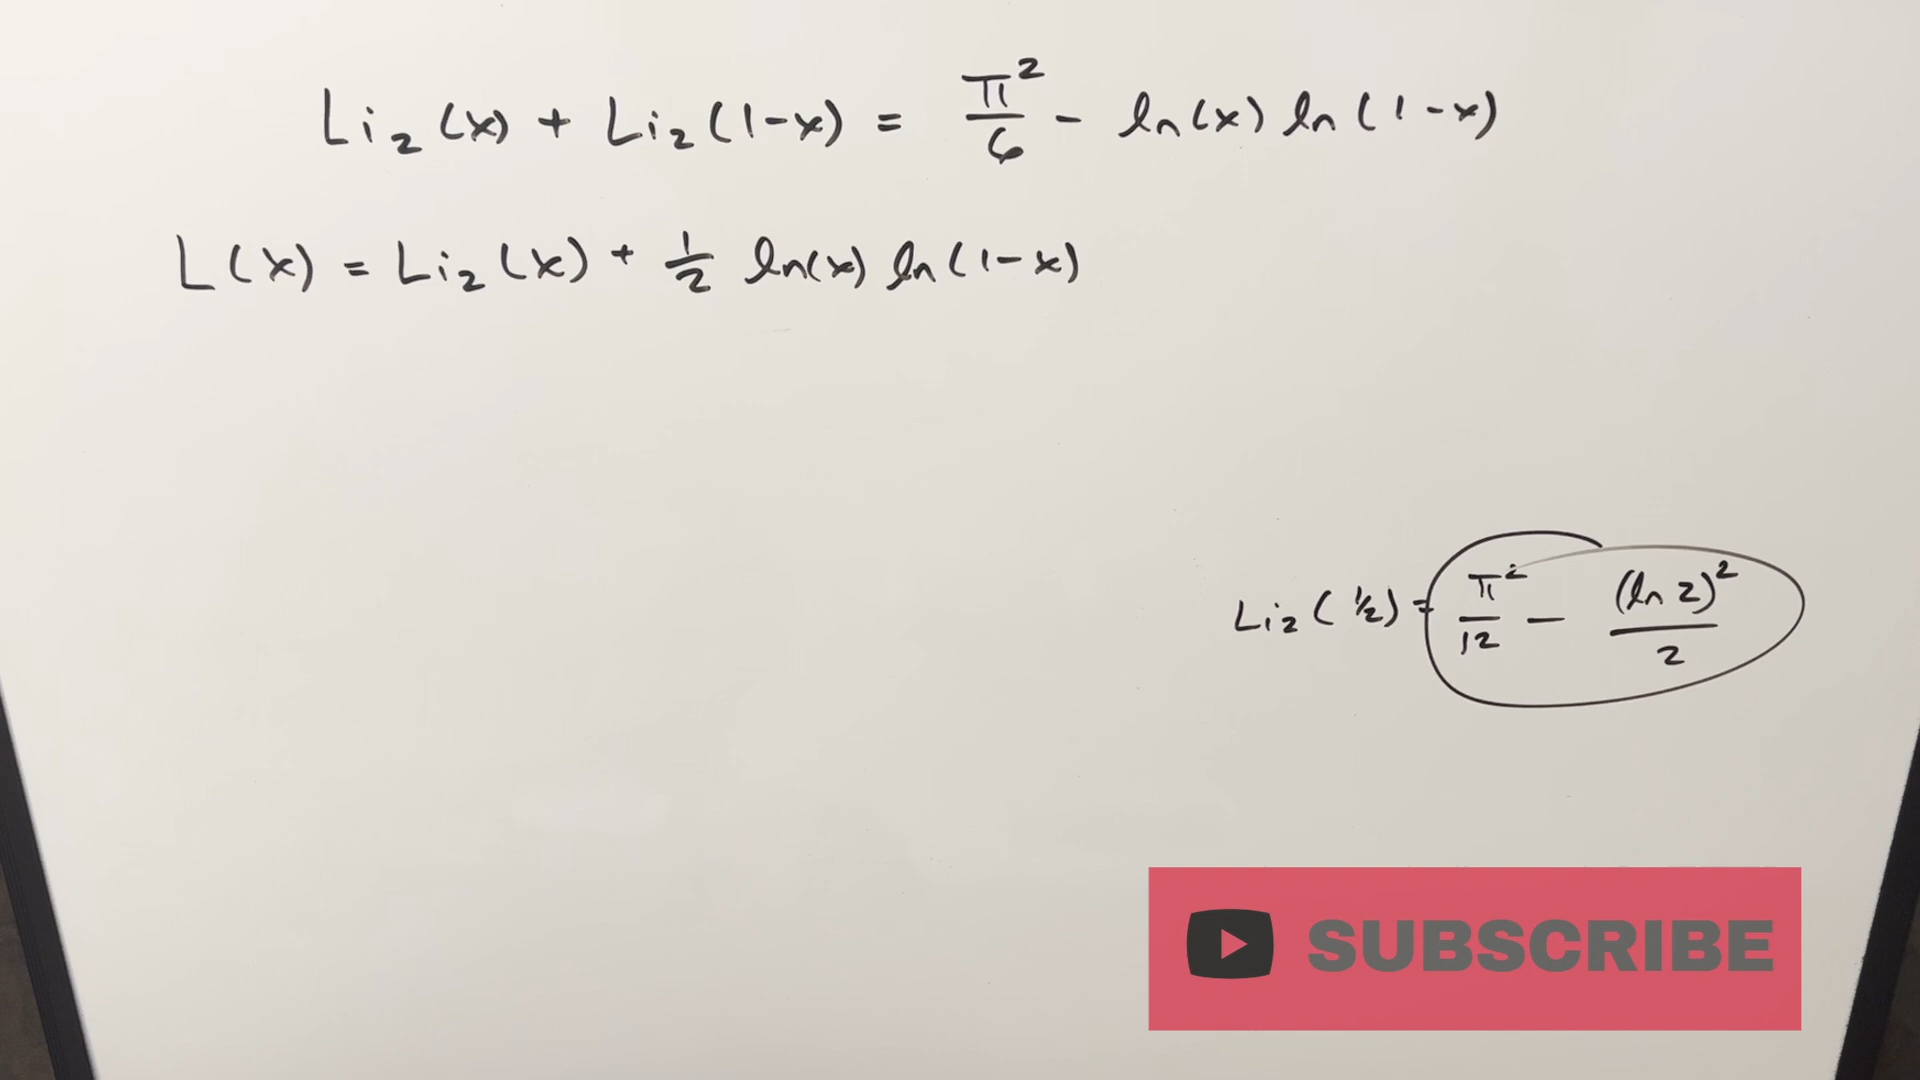 Li₂(x) + Li₂(1-x) = π²/6 - ln(x) ln(1-x)
L(x) = Li₂(x) + 1/2 ln(x) ln(1-x)
Li₂(1/2) = π²/12 - (ln 2)²/2
SUBSCRIBE